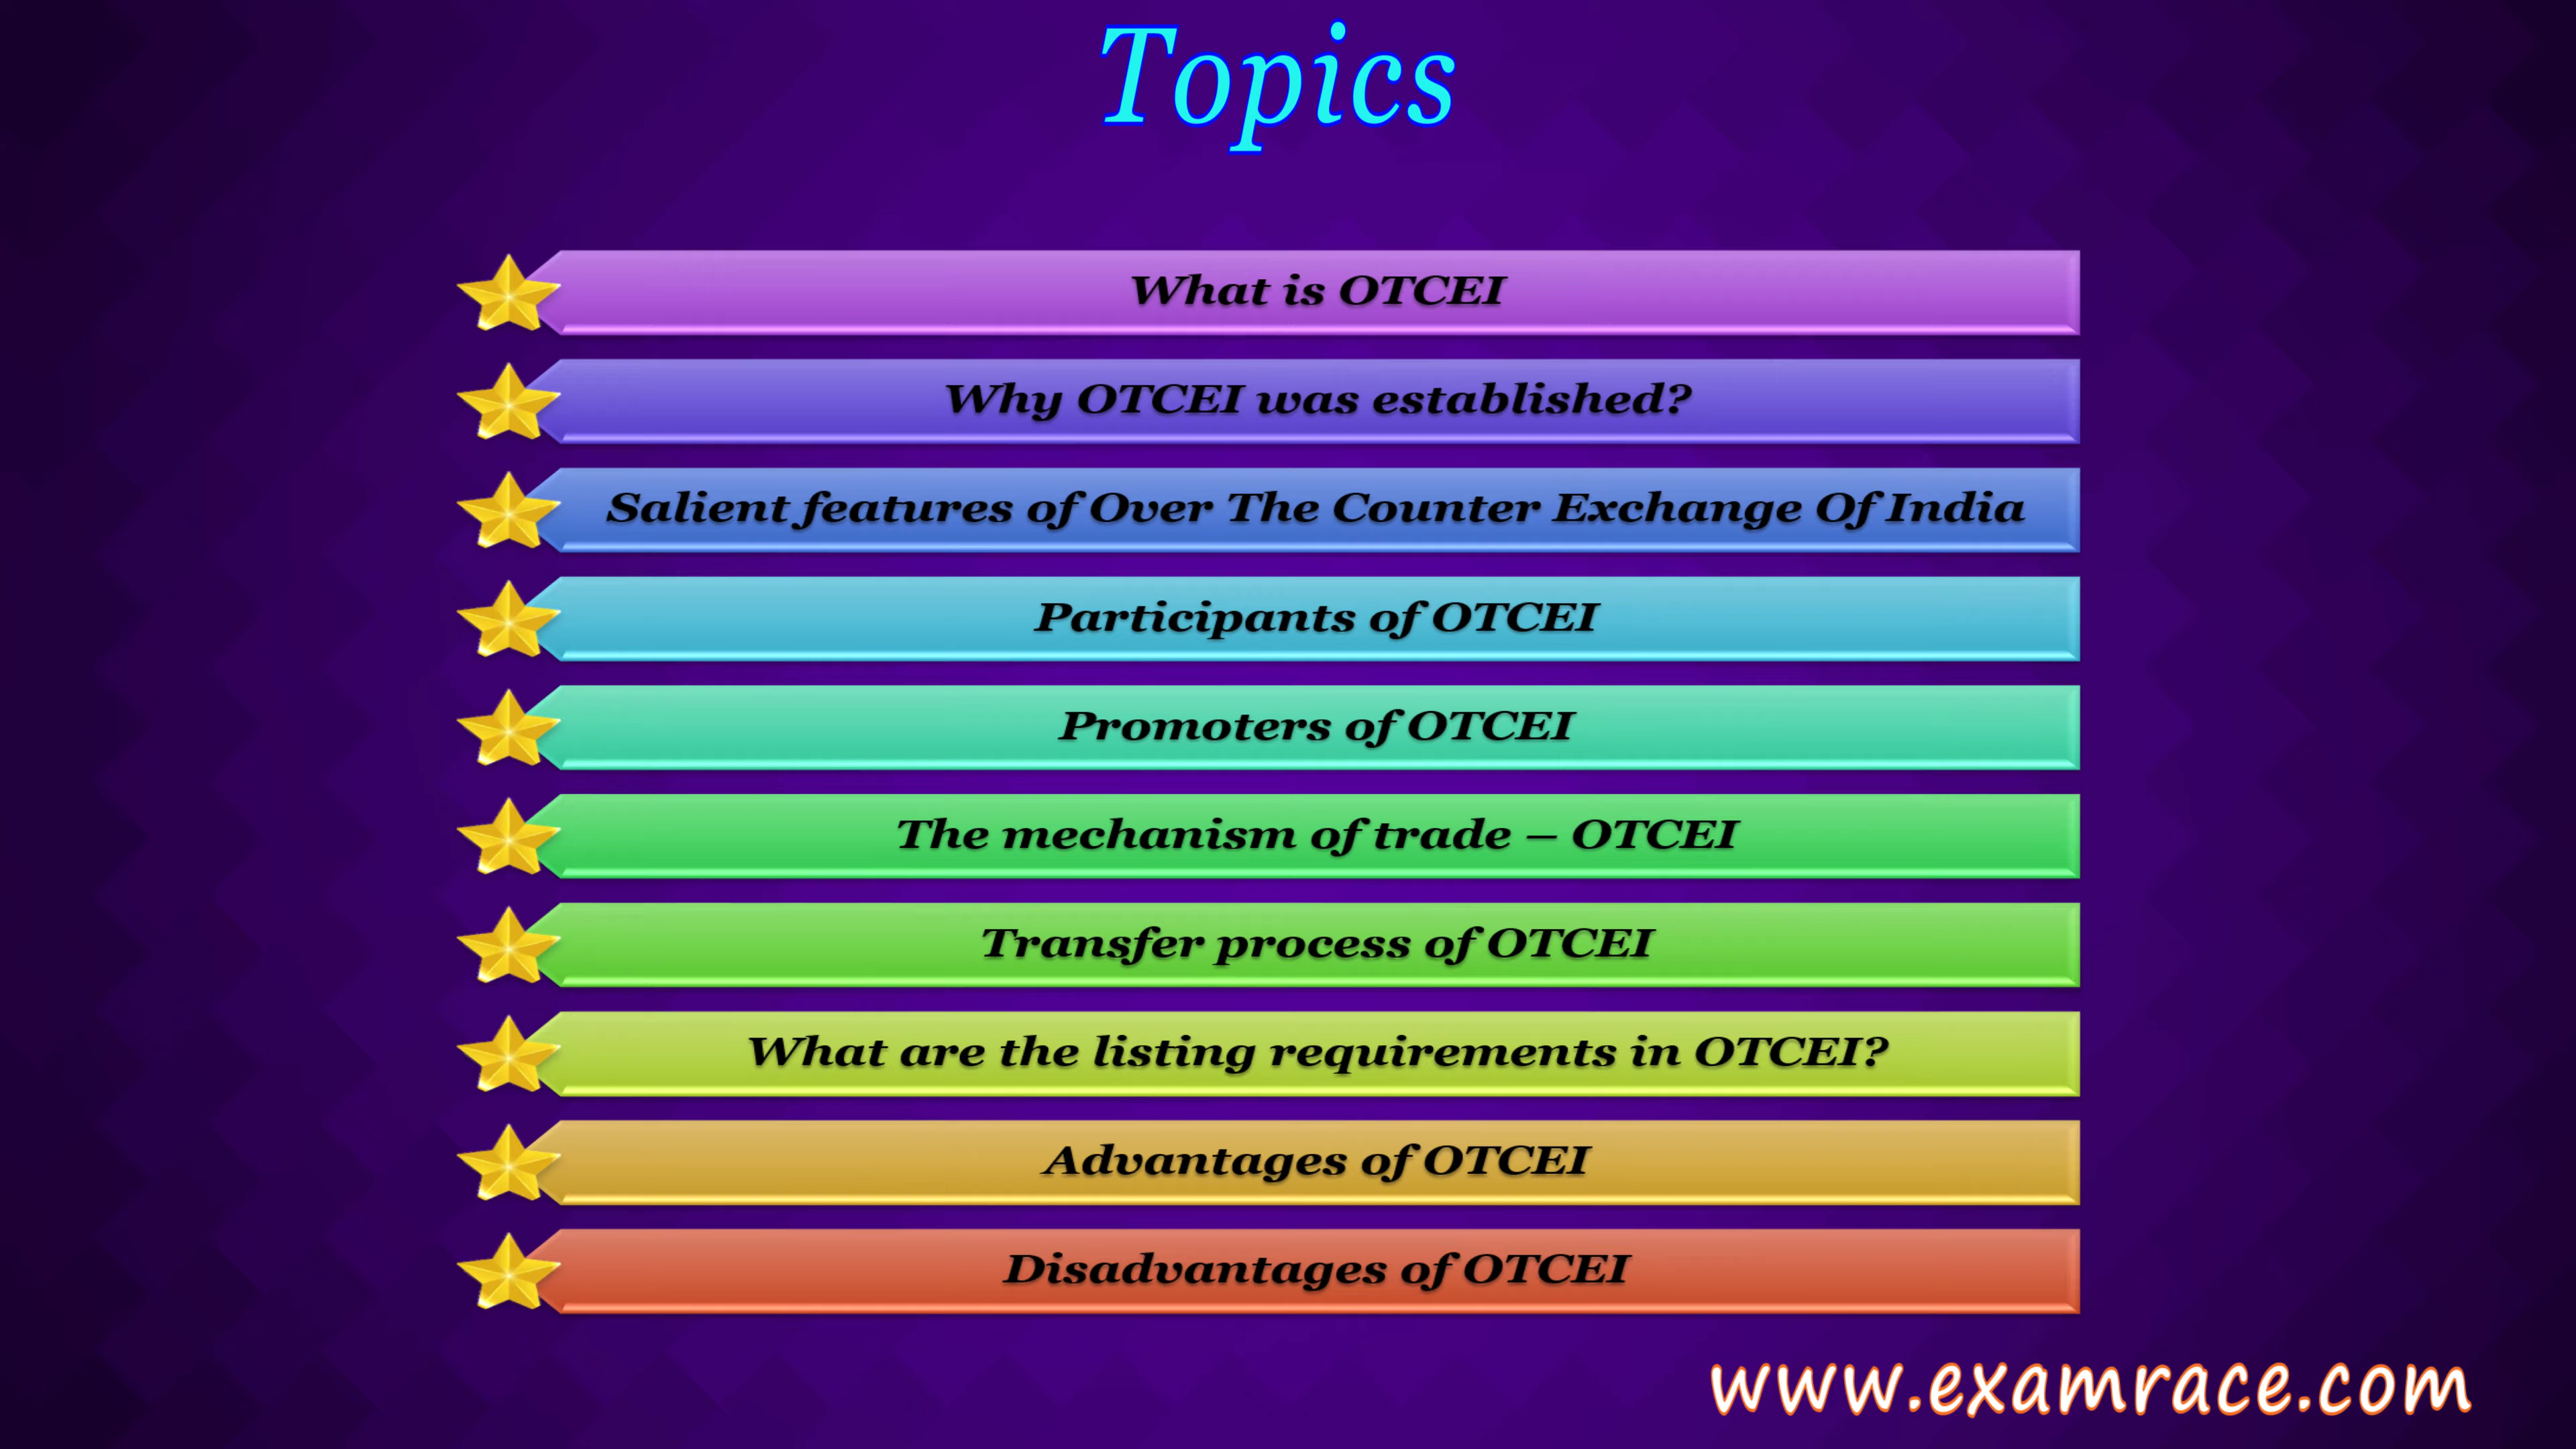 Topics
What is OTCEI
Why OTCEI was established?
Salient features of Over The Counter Exchange Of India
Participants of OTCEI
Promoters of OTCEI
The mechanism of trade – OTCEI
Transfer process of OTCEI
What are the listing requirements in OTCEI?
Advantages of OTCEI
Disadvantages of OTCEI
www.examrace.com